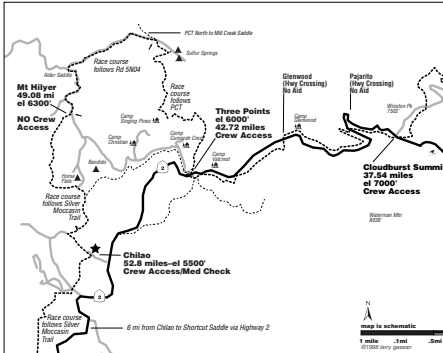 PCT North to Mill Creek Saddle
Race course
follows Rd 5N04
Sulfur Springs
Alder Saddle
Mt Hilyer
49.08 mi
el 6300'
NO Crew
Access
Race
course
follows
PCT
Camp
Singing Pines
Camp
Christian
Bandido
Horse
Flats
Camp
Valcrest
Three Points
el 6000'
42.72 miles
Crew Access
Glenwood
(Hwy Crossing)
No Aid
Camp
Glenwood
Pajarito
(Hwy Crossing)
No Aid
Winston Pk
7502'
Cloudburst Summit
37.54 miles
el 7000'
Crew Access
Waterman Mtn
8038'
2
Race course
follows Silver
Moccasin
Trail
Chilao
52.8 miles–el 5500'
Crew Access/Med Check
2
Race course
follows Silver
Moccasin
Trail
6 mi from Chilao to Shortcut Saddle via Highway 2
N
map is schematic
1 mile .1mi .5mi
©1998 larry gassan